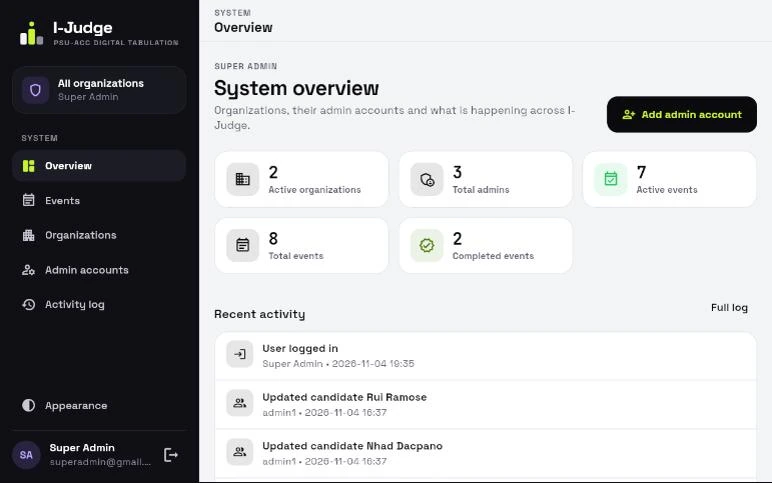 I-Judge
PSU-ACC DIGITAL TABULATION
All organizations
Super Admin
SYSTEM
Overview
Events
Organizations
Admin accounts
Activity log
Appearance
SA
Super Admin
superadmin@gmail....
SYSTEM
Overview
SUPER ADMIN
System overview
Organizations, their admin accounts and what is happening across I-
Judge.
Add admin account
2
Active organizations
3
Total admins
7
Active events
8
Total events
2
Completed events
Recent activity
Full log
User logged in
Super Admin • 2026-11-04 19:35
Updated candidate Rui Ramose
admin1 • 2026-11-04 16:37
Updated candidate Nhad Dacpano
admin1 • 2026-11-04 16:37